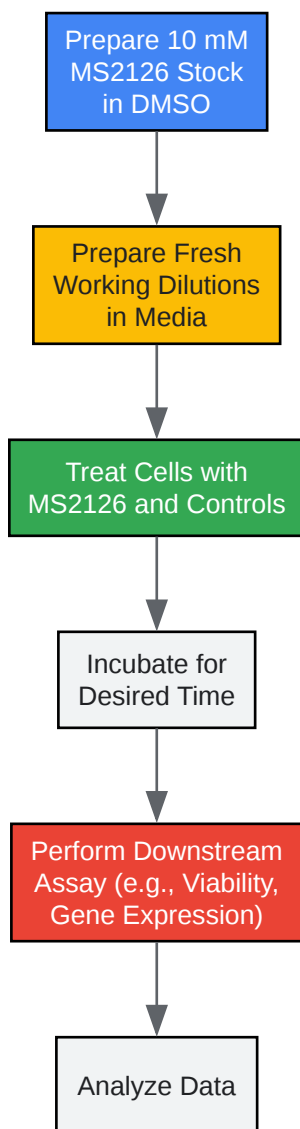 Prepare 10 mM
MS2126 Stock
in DMSO
Prepare Fresh
Working Dilutions
in Media
Treat Cells with
MS2126 and Controls
Incubate for
Desired Time
Perform Downstream
Assay (e.g., Viability,
Gene Expression)
Analyze Data